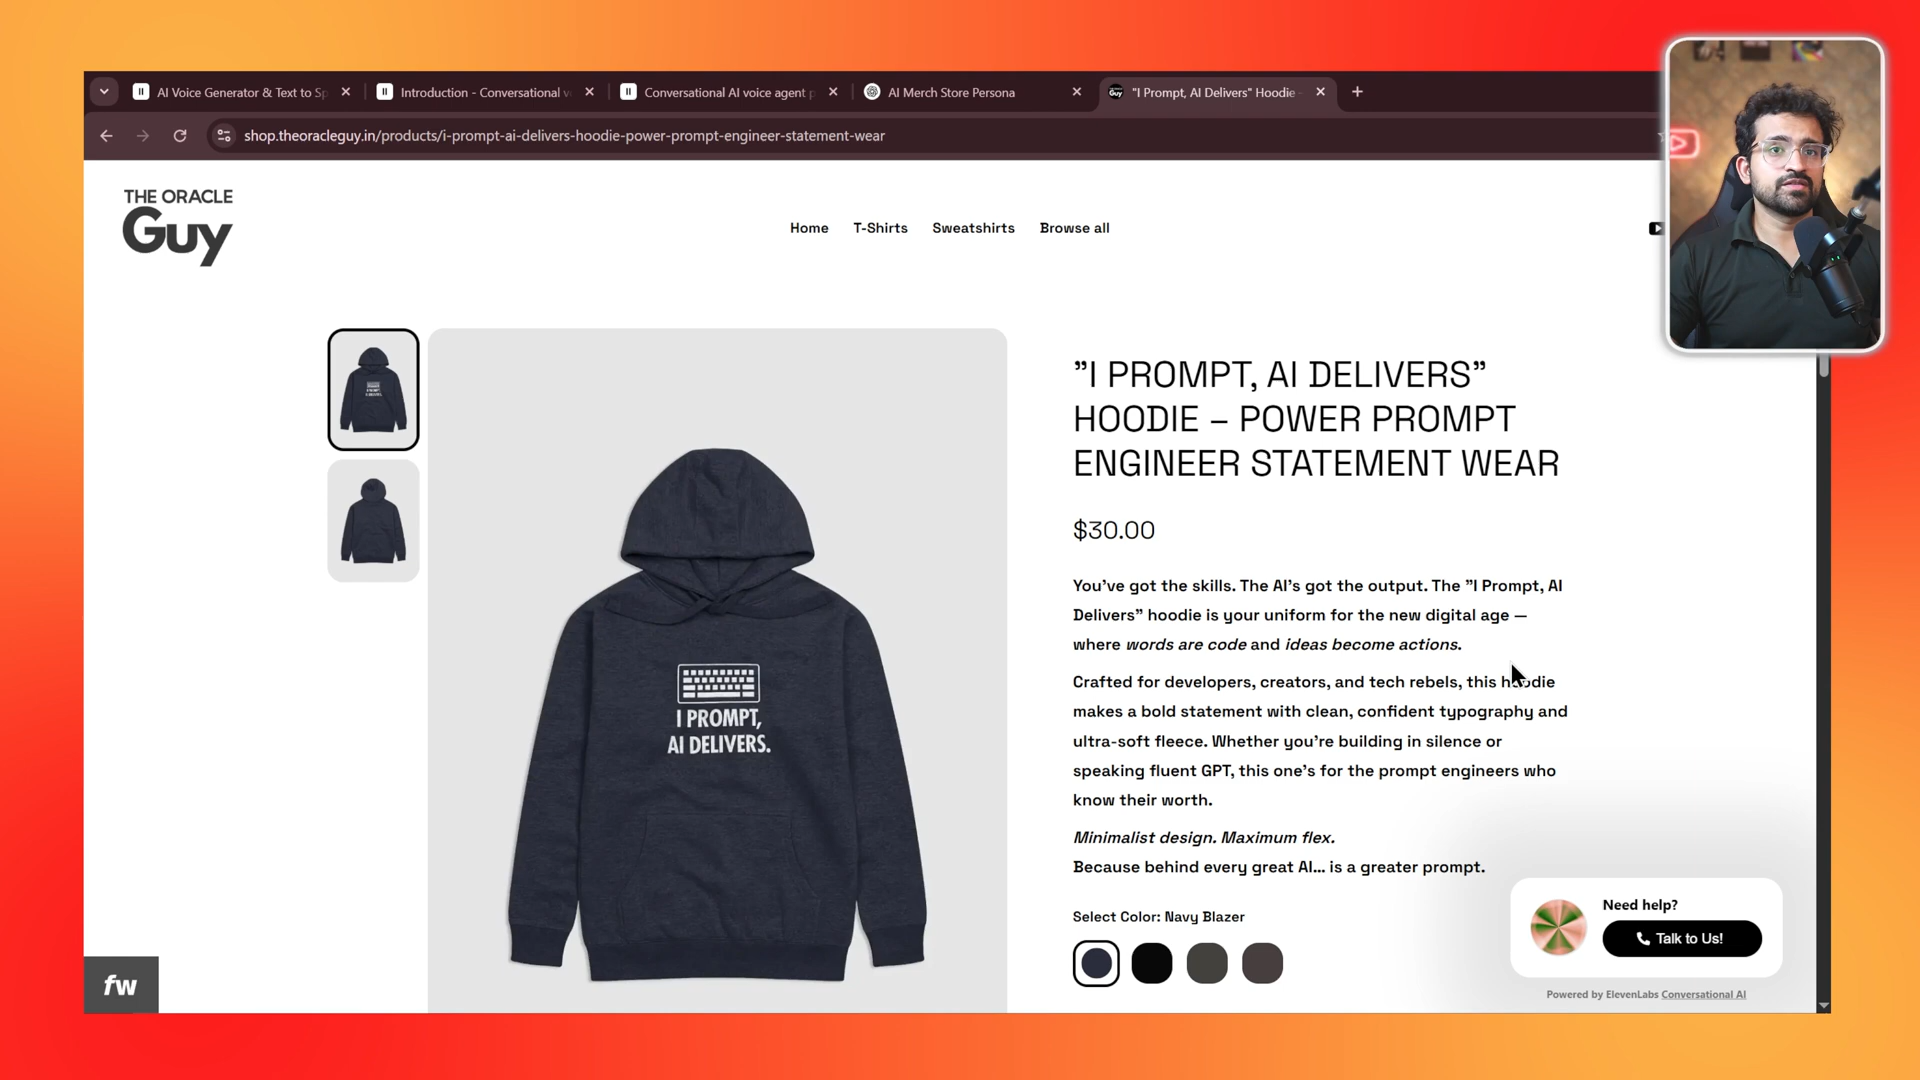 AI Voice Generator & Text to Sp
Introduction - Conversational v
Conversational AI voice agent p
AI Merch Store Persona
"I Prompt, AI Delivers" Hoodie -
shop.theoracleguy.in/products/i-prompt-ai-delivers-hoodie-power-prompt-engineer-statement-wear
THE ORACLE
Guy
Home
T-Shirts
Sweatshirts
Browse all
I PROMPT,
AI DELIVERS.
”I PROMPT, AI DELIVERS”
HOODIE – POWER PROMPT
ENGINEER STATEMENT WEAR
$30.00
You’ve got the skills. The AI’s got the output. The ”I Prompt, AI
Delivers” hoodie is your uniform for the new digital age —
where words are code and ideas become actions.
Crafted for developers, creators, and tech rebels, this hoodie
makes a bold statement with clean, confident typography and
ultra-soft fleece. Whether you’re building in silence or
speaking fluent GPT, this one’s for the prompt engineers who
know their worth.
Minimalist design. Maximum flex.
Because behind every great AI... is a greater prompt.
Select Color: Navy Blazer
Need help?
Talk to Us!
Powered by ElevenLabs Conversational AI
fw